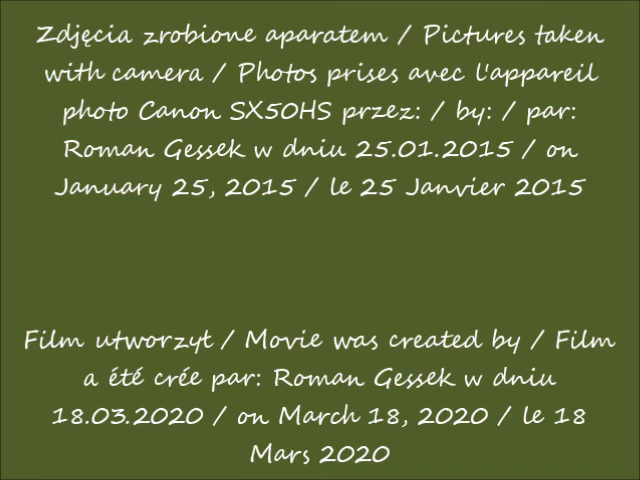 Zdjęcia zrobione aparatem / Pictures taken
with camera / Photos prises avec l'appareil
photo Canon SX50HS przez: / by: / par:
Roman Gessek w dniu 25.01.2015 / on
January 25, 2015 / le 25 Janvier 2015
Film utworzył / Movie was created by / Film
a été crée par: Roman Gessek w dniu
18.03.2020 / on March 18, 2020 / le 18
Mars 2020